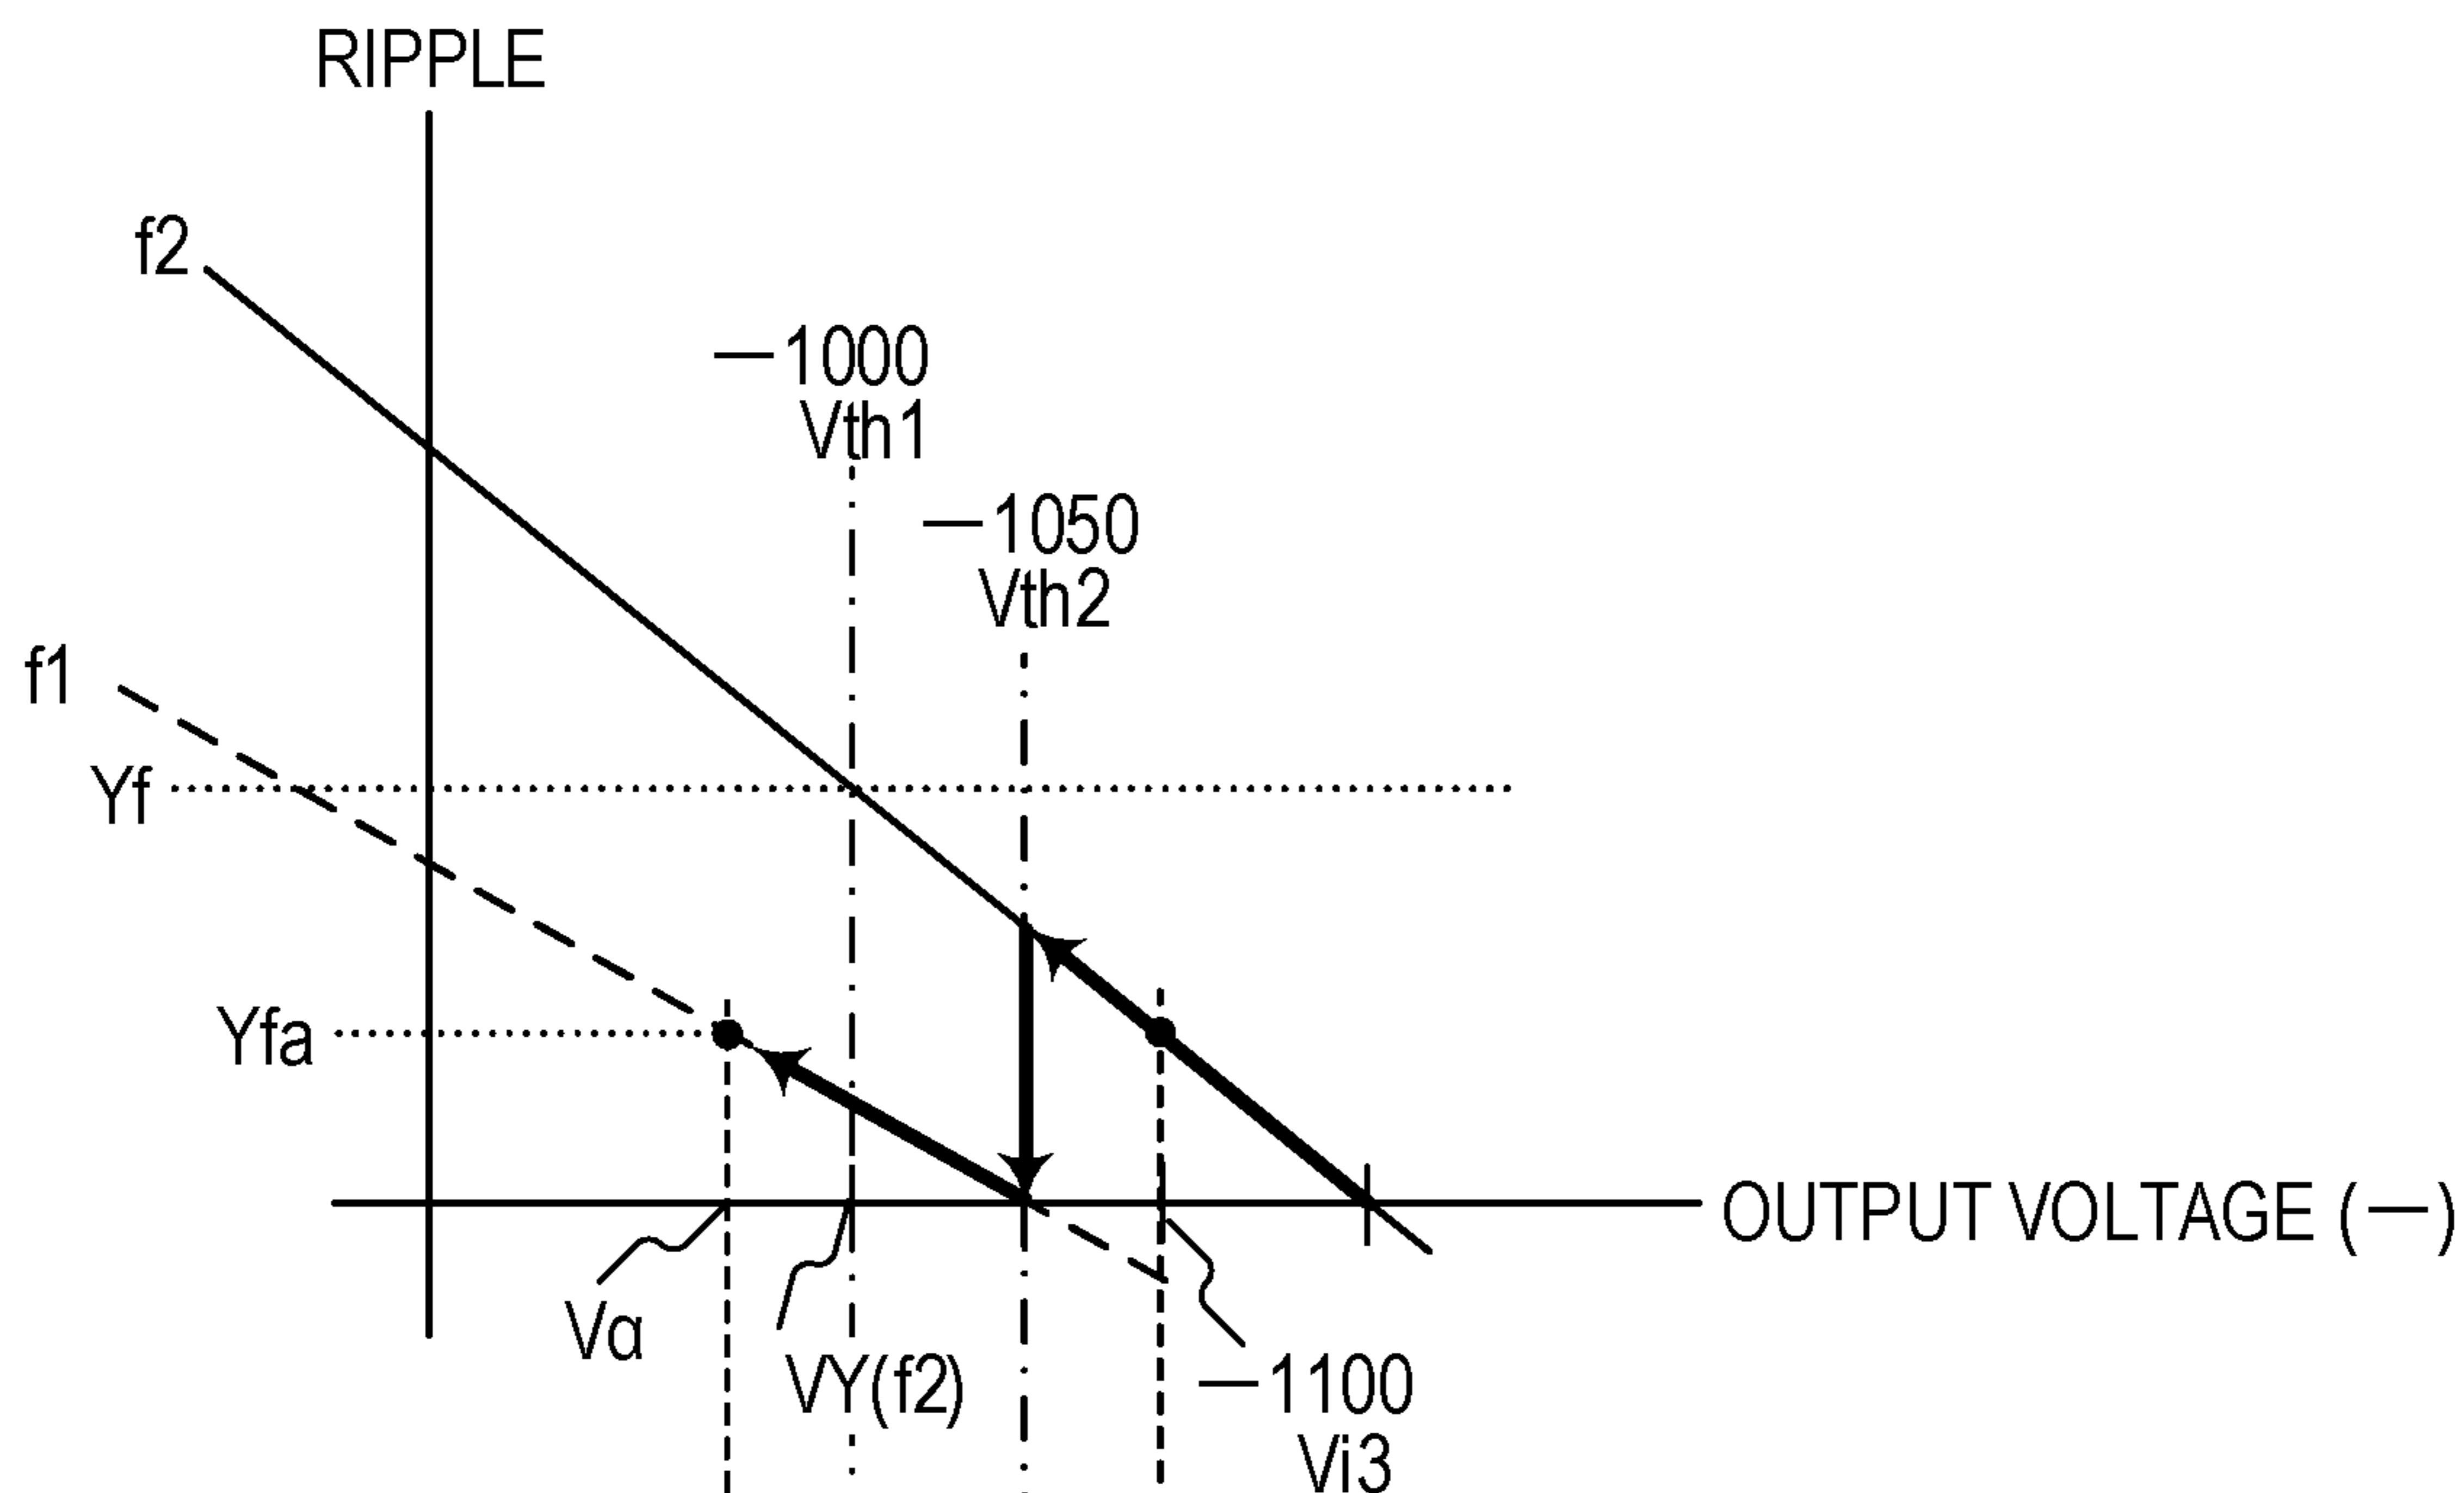 RIPPLE
f2
—1000
Vth1
—1050
Vth2
f1
Yf
Yfa
OUTPUT VOLTAGE (—)
Vα
VY(f2)
—1100
Vi3